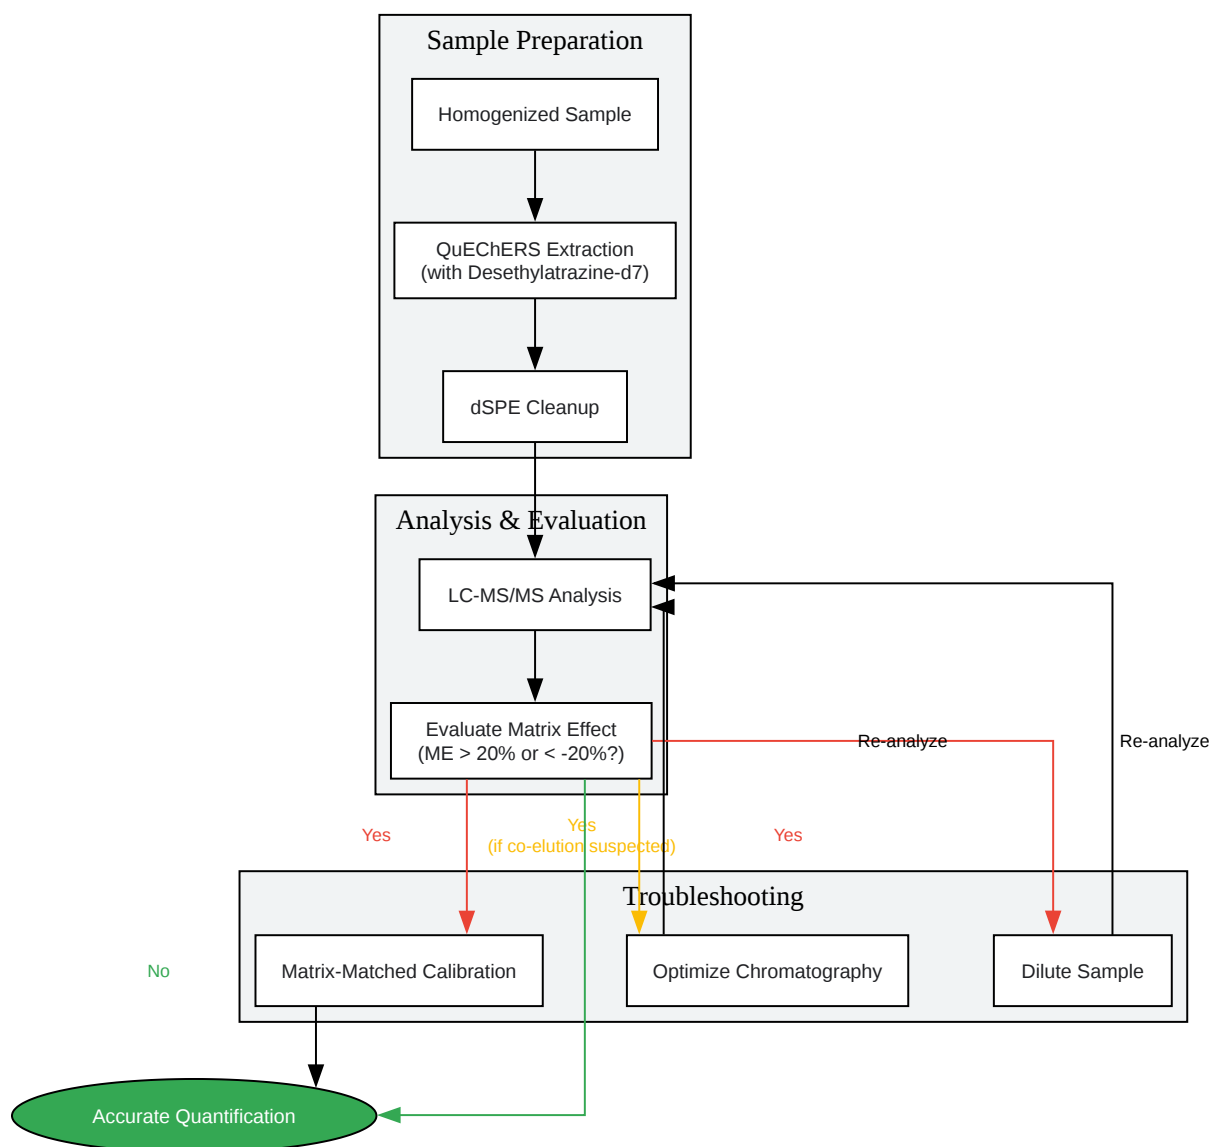 Sample Preparation
Homogenized Sample
QuEChERS Extraction
(with Desethylatrazine-d7)
dSPE Cleanup
Analysis & Evaluation
LC-MS/MS Analysis
Evaluate Matrix Effect
(ME > 20% or < -20%?)
Re-analyze
Re-analyze
Yes
Yes
(if co-elution suspected)
Yes
Troubleshooting
No
Matrix-Matched Calibration
Optimize Chromatography
Dilute Sample
Accurate Quantification